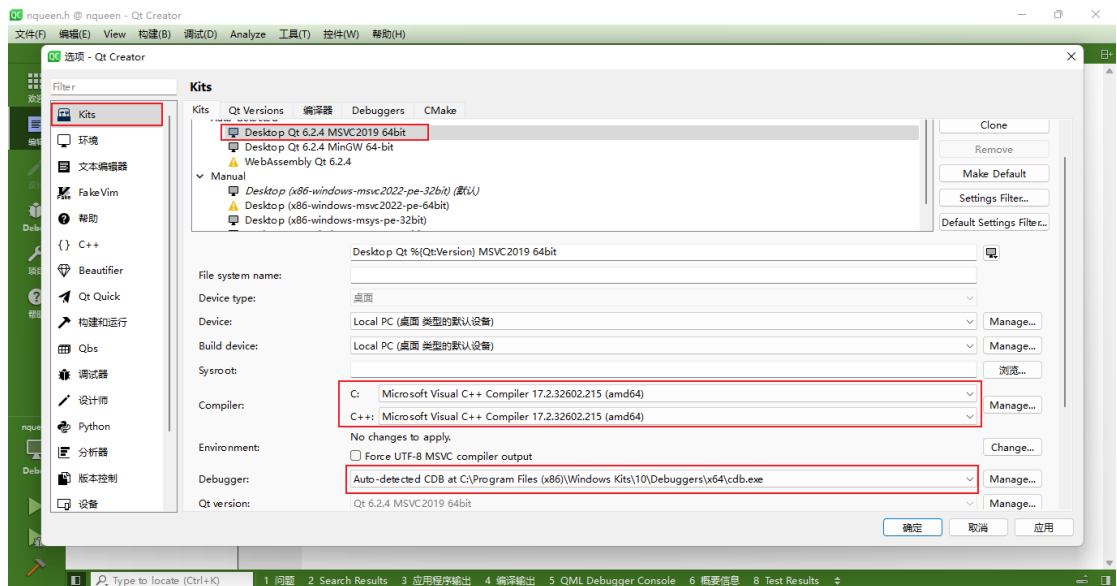 nqueen.h @ nqueen - Qt Creator
文件(F) 编辑(E) View 构建(B) 调试(D) Analyze 工具(T) 控件(W) 帮助(H)
选项 - Qt Creator
Filter
Kits
环境
文本编辑器
FakeVim
帮助
C++
Beautifier
Qt Quick
构建和运行
Qbs
调试器
设计师
Python
分析器
版本控制
设备
Kits
Kits Qt Versions 编译器 Debuggers CMake
Desktop Qt 6.2.4 MSVC2019 64bit
Desktop Qt 6.2.4 MinGW 64-bit
WebAssembly Qt 6.2.4
Manual
Desktop (x86-windows-msvc2022-pe-32bit) (默认)
Desktop (x86-windows-msvc2022-pe-64bit)
Desktop (x86-windows-msys-pe-32bit)
Clone
Remove
Make Default
Settings Filter...
Default Settings Filter...
Desktop Qt %{Qt:Version} MSVC2019 64bit
File system name:
Device type: 桌面
Device: Local PC (桌面 类型的默认设备) Manage...
Build device: Local PC (桌面 类型的默认设备) Manage...
Sysroot: 浏览...
Compiler: C: Microsoft Visual C++ Compiler 17.2.32602.215 (amd64)
C++: Microsoft Visual C++ Compiler 17.2.32602.215 (amd64) Manage...
Environment: No changes to apply. Change...
Force UTF-8 MSVC compiler output
Debugger: Auto-detected CDB at C:\Program Files (x86)\Windows Kits\10\Debuggers\x64\cdb.exe Manage...
Qt version: Qt 6.2.4 MSVC2019 64bit Manage...
确定 取消 应用
Type to locate (Ctrl+K) 1 问题 2 Search Results 3 应用程序输出 4 编译输出 5 QML Debugger Console 6 概要信息 8 Test Results